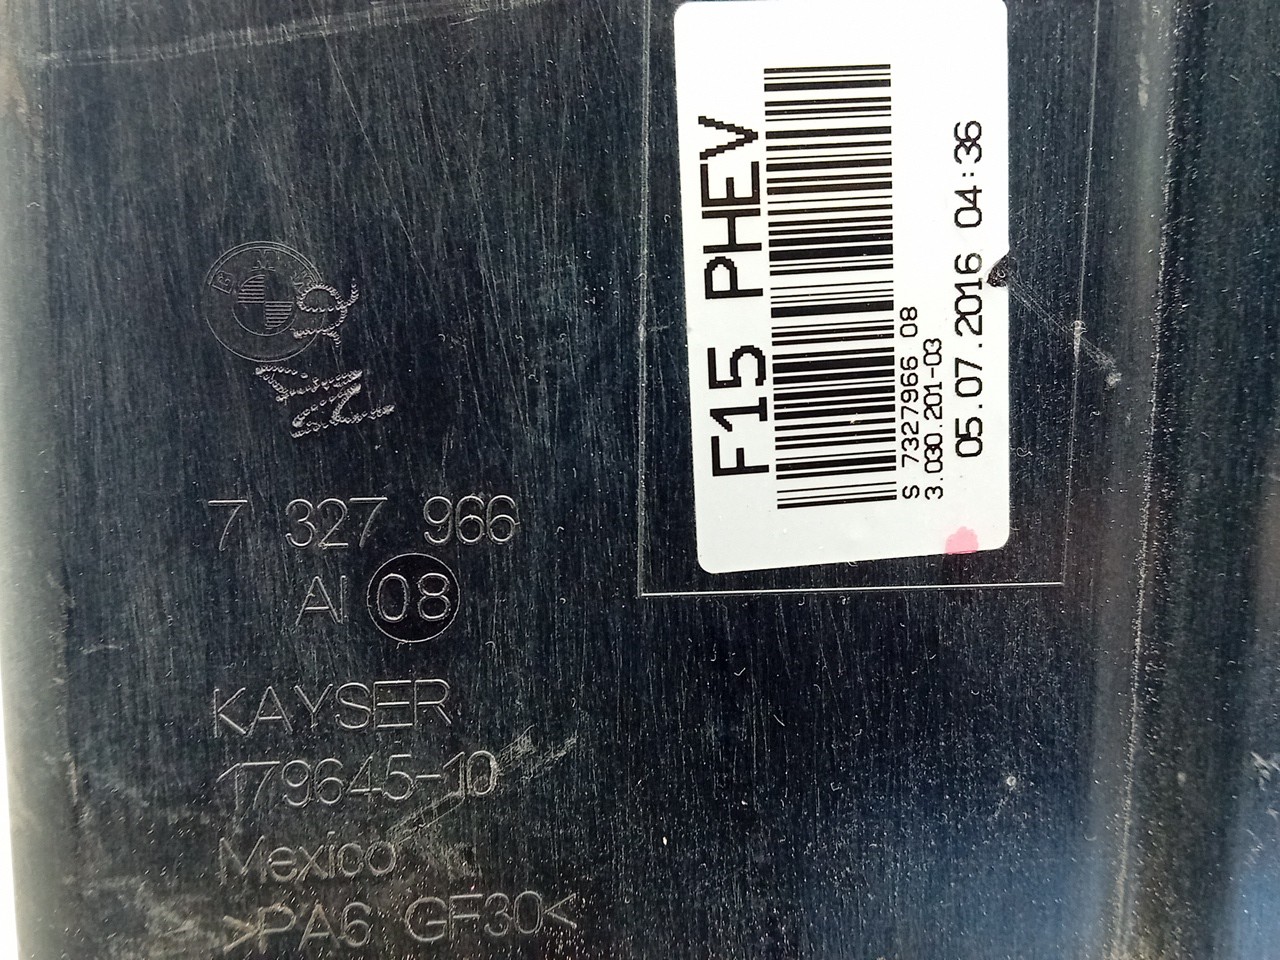 BMW
7 327 966
AI 08
KAYSER
179645-10
Mexico
>PA6 GF30<
F15 PHEV
S 7327966 08
3.030.201-03
05.07.2016 04:36